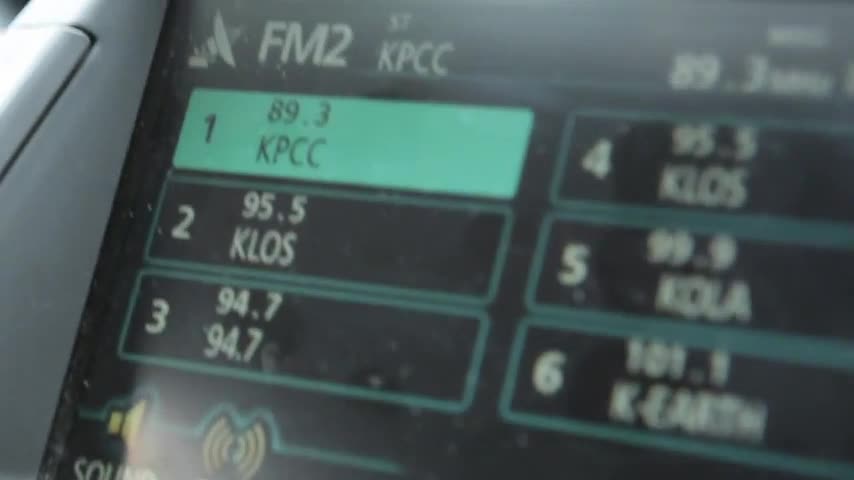 FM2
ST
KPCC
89.3
1
89.3
KPCC
2
95.5
KLOS
3
94.7
94.7
4
95.5
KLOS
5
99.9
KOLA
6
101.1
K-EARTH
SOUND